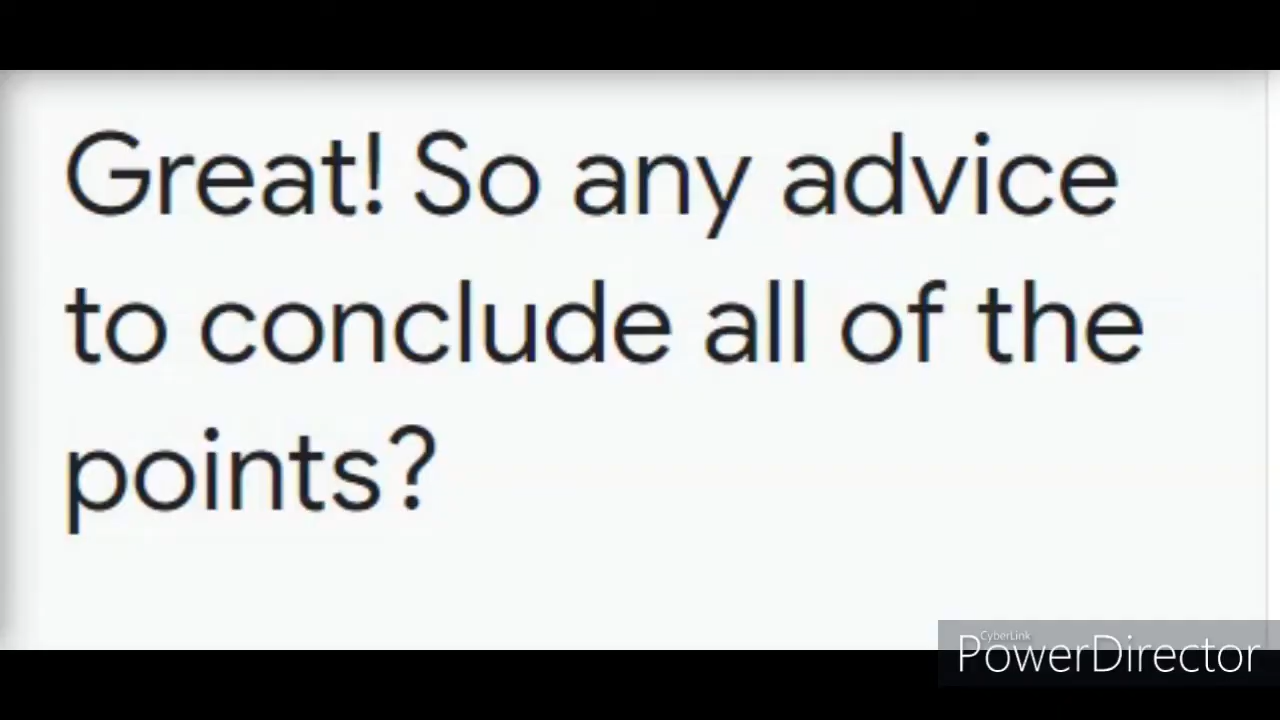 Great! So any advice
to conclude all of the
points?
CyberLink
PowerDirector